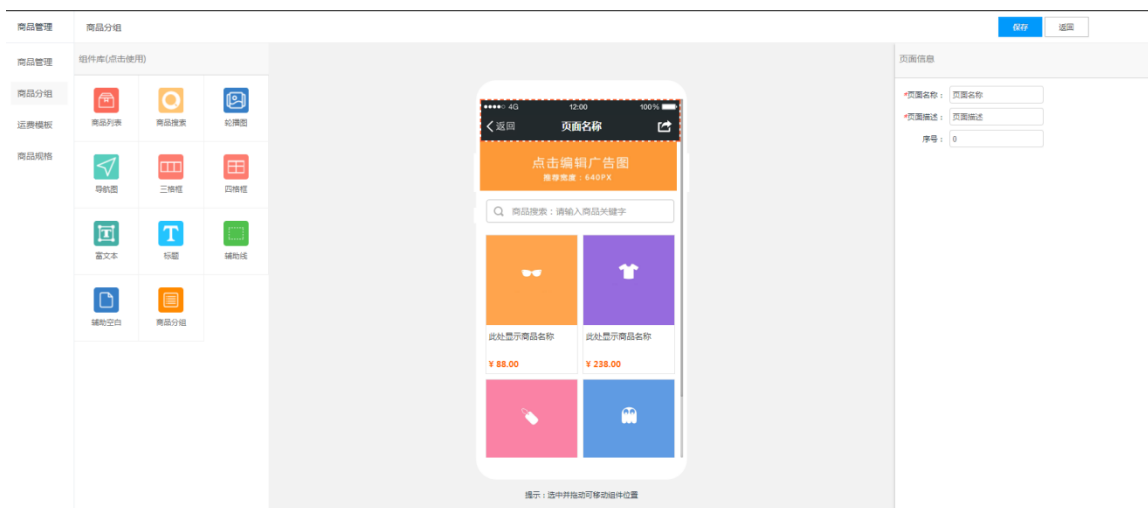 商品管理
商品分组
保存
返回
商品管理
商品分组
运费模板
商品规格
组件库(点击使用)
商品列表
商品搜索
轮播图
导航图
三格框
四格框
富文本
标题
辅助线
辅助空白
商品分组
4G
12:00
100%
返回
页面名称
点击编辑广告图
推荐宽度：640PX
商品搜索：请输入商品关键字
此处显示商品名称
此处显示商品名称
¥ 88.00
¥ 238.00
提示：选中并拖动可移动组件位置
页面信息
*页面名称： 页面名称
*页面描述： 页面描述
序号： 0